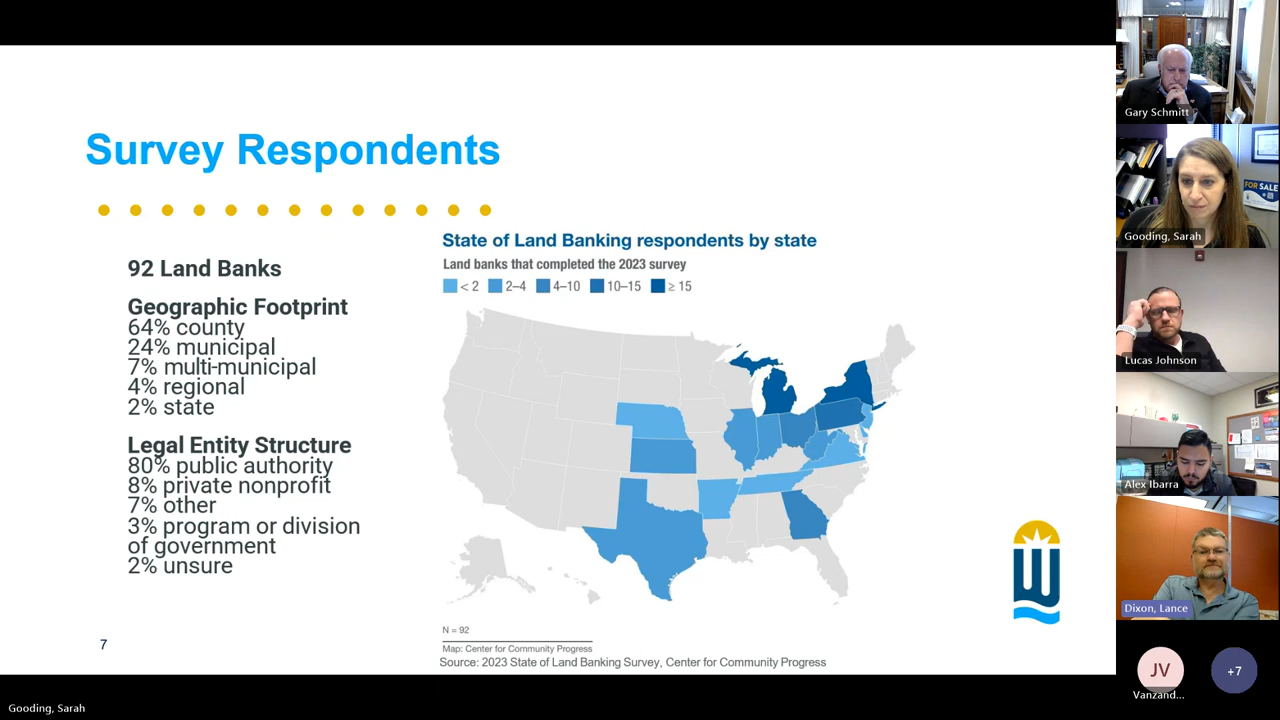 Survey Respondents
92 Land Banks
Geographic Footprint
64% county
24% municipal
7% multi-municipal
4% regional
2% state
Legal Entity Structure
80% public authority
8% private nonprofit
7% other
3% program or division
of government
2% unsure
7
State of Land Banking respondents by state
Land banks that completed the 2023 survey
< 2 2–4 4–10 10–15 ≥ 15
N = 92
Map: Center for Community Progress
Source: 2023 State of Land Banking Survey, Center for Community Progress
W
Gary Schmitt
FOR SALE
Gooding, Sarah
Lucas Johnson
Alex Ibarra
Dixon, Lance
JV
+7
Vanzand...
Gooding, Sarah